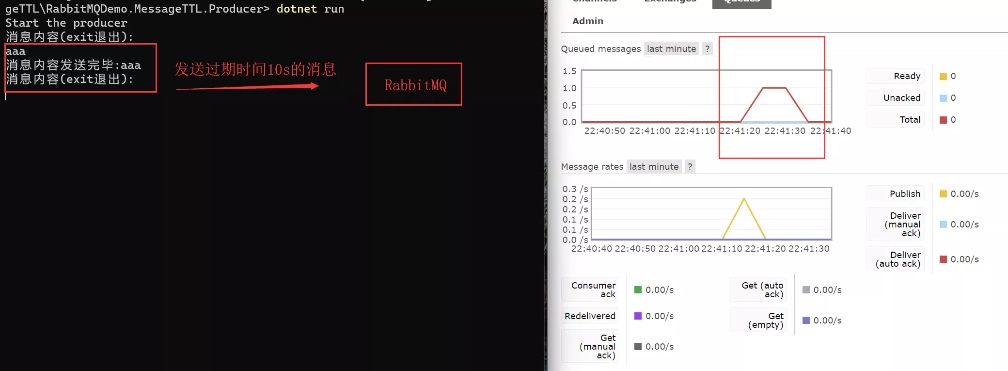 geTTL\RabbitMQDemo.MessageTTL.Producer> dotnet run
Start the producer
消息内容(exit退出):
aaa
消息内容发送完毕:aaa
消息内容(exit退出):
发送过期时间10s的消息
RabbitMQ
Channels Exchanges Queues
Admin
Queued messages last minute ?
1.5
1.0
0.5
0.0
22:40:50 22:41:00 22:41:10 22:41:20 22:41:30 22:41:40
Ready 0
Unacked 0
Total 0
Message rates last minute ?
0.3 /s
0.2 /s
0.2 /s
0.1 /s
0.1 /s
0.0 /s
22:40:40 22:40:50 22:41:00 22:41:10 22:41:20 22:41:30
Publish 0.00/s
Deliver
(manual 0.00/s
ack)
Deliver
(auto ack) 0.00/s
Consumer
ack 0.00/s
Redelivered 0.00/s
Get
(manual 0.00/s
ack)
Get (auto
ack) 0.00/s
Get
(empty) 0.00/s